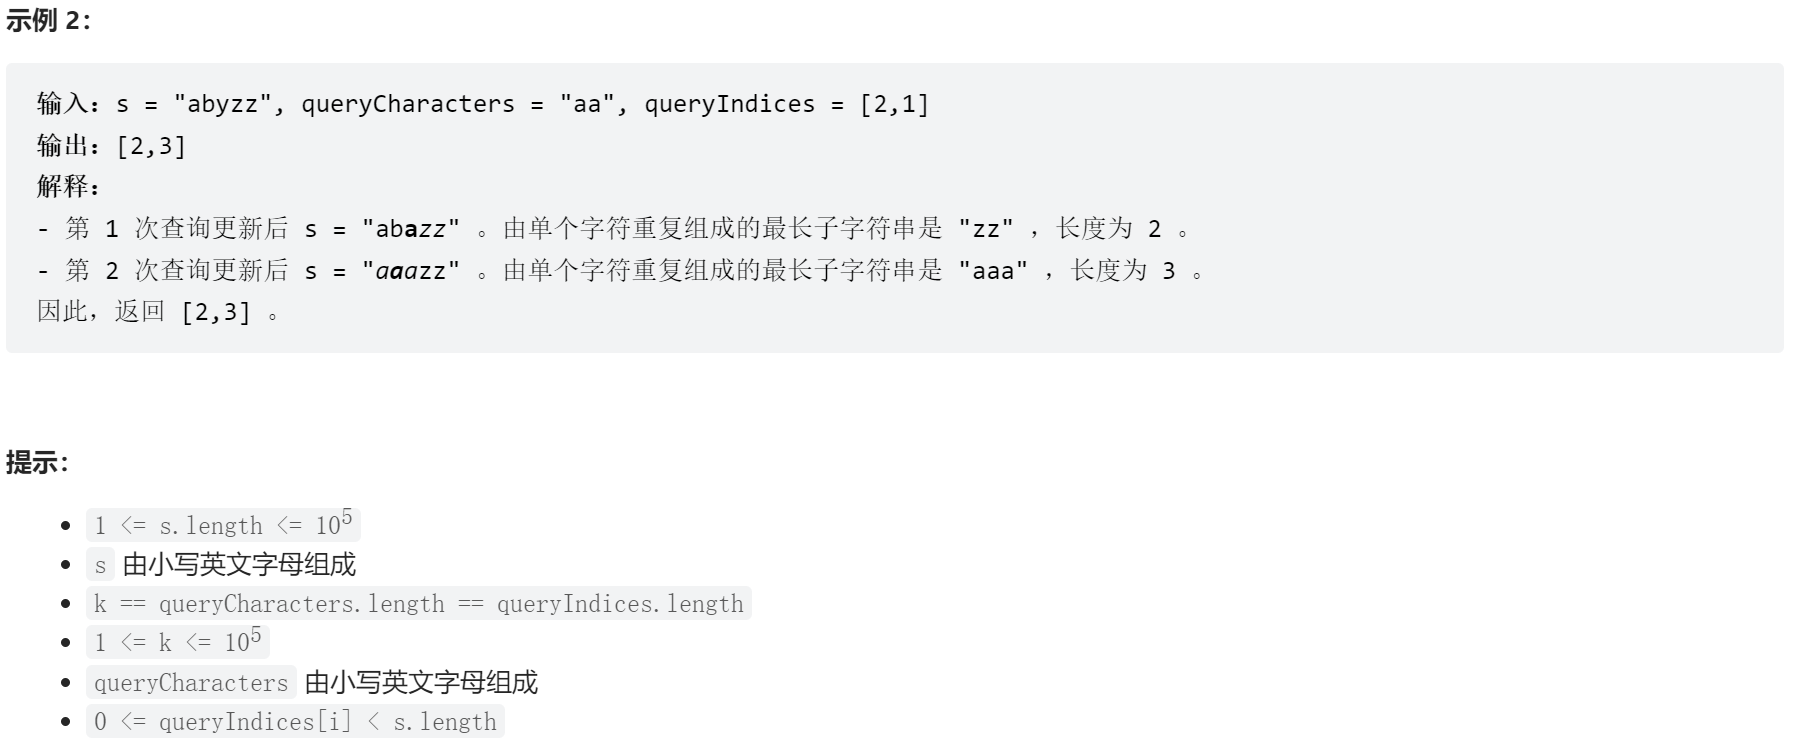 示例 2：
输入：s = "abyzz", queryCharacters = "aa", queryIndices = [2,1]
输出：[2,3]
解释：
- 第 1 次查询更新后 s = "abazz" 。由单个字符重复组成的最长子字符串是 "zz" ，长度为 2 。
- 第 2 次查询更新后 s = "aaazz" 。由单个字符重复组成的最长子字符串是 "aaa" ，长度为 3 。
因此，返回 [2,3] 。
提示：
• 1 <= s.length <= 10⁵
• s 由小写英文字母组成
• k == queryCharacters.length == queryIndices.length
• 1 <= k <= 10⁵
• queryCharacters 由小写英文字母组成
• 0 <= queryIndices[i] < s.length